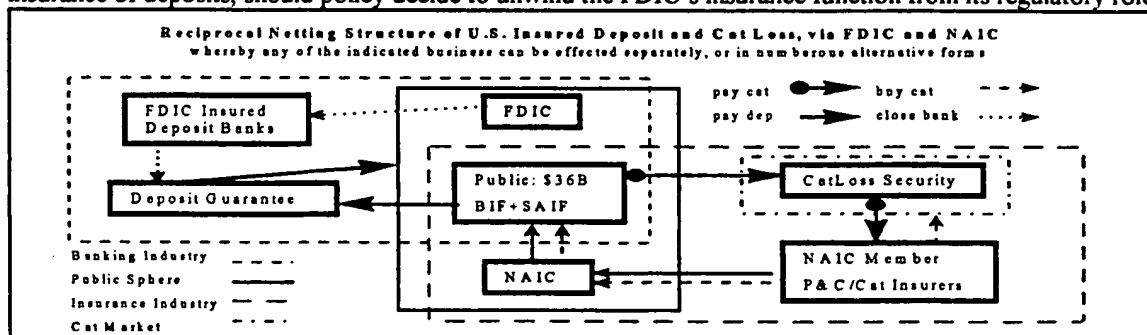 insurance of deposits, should policy decide to unwind the FDIC's insurance function from its regulatory role
Reciprocal Netting Structure of U.S. Insured Deposit and Cat Loss, via FDIC and NAIC
whereby any of the indicated business can be effected separately, or in numberous alternative forms
pay cat
buy cat
pay dep
close bank
FDIC Insured
Deposit Banks
FDIC
Public: $36B
BIF+SAIF
CatLoss Security
Deposit Guarantee
NAIC
NAIC Member
P&C/Cat Insurers
Banking Industry
Public Sphere
Insurance Industry
Cat Market